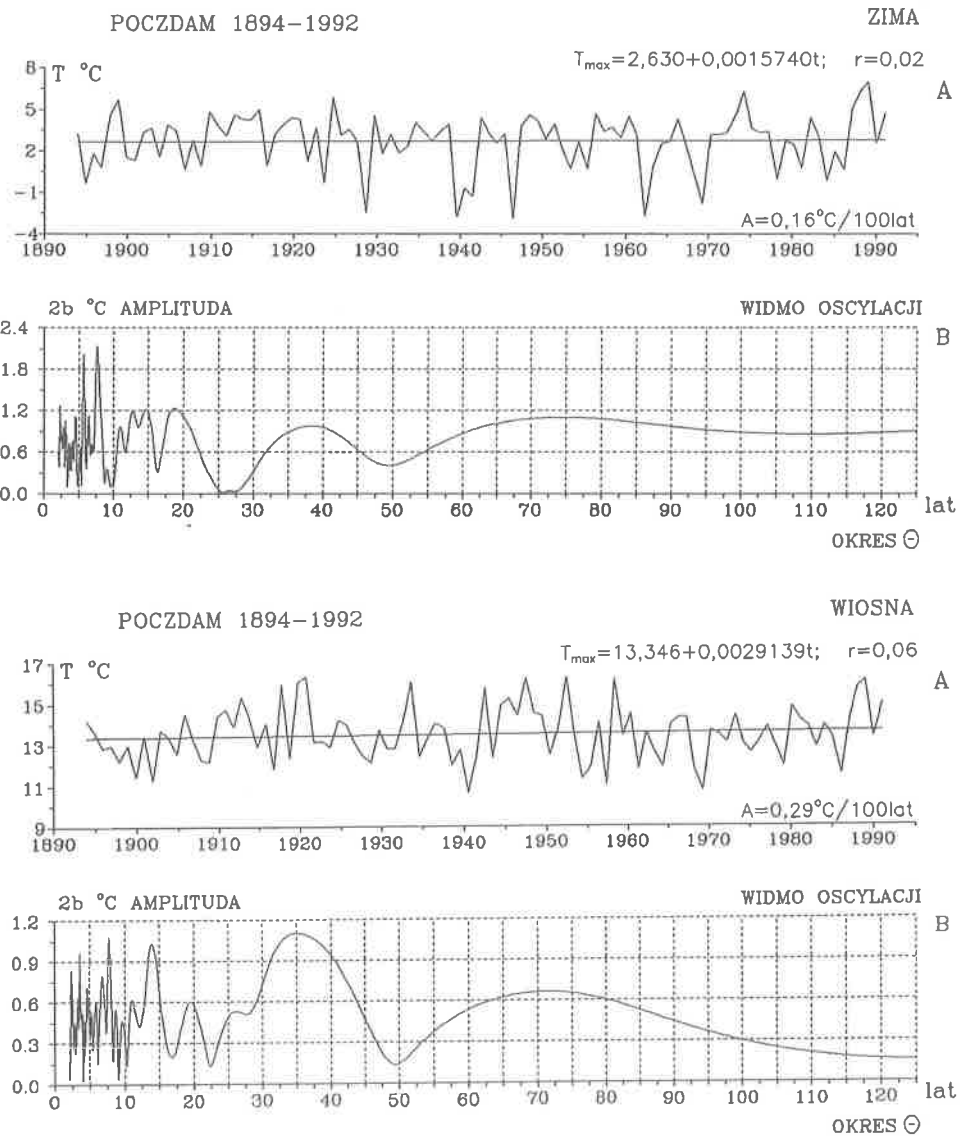 POCZDAM 1894-1992
ZIMA
T °C
Tmax=2,630+0,0015740t; r=0,02
A
8
5
2
-1
-4
A=0,16°C/100lat
1890 1900 1910 1920 1930 1940 1950 1960 1970 1980 1990
2b °C AMPLITUDA
WIDMO OSCYLACJI
B
2.4
1.8
1.2
0.6
0.0
0 10 20 30 40 50 60 70 80 90 100 110 120 lat
OKRES Θ
POCZDAM 1894-1992
WIOSNA
T °C
Tmax=13,346+0,0029139t; r=0,06
A
17
15
13
11
9
A=0,29°C/100lat
1890 1900 1910 1920 1930 1940 1950 1960 1970 1980 1990
2b °C AMPLITUDA
WIDMO OSCYLACJI
B
1.2
0.9
0.6
0.3
0.0
0 10 20 30 40 50 60 70 80 90 100 110 120 lat
OKRES Θ